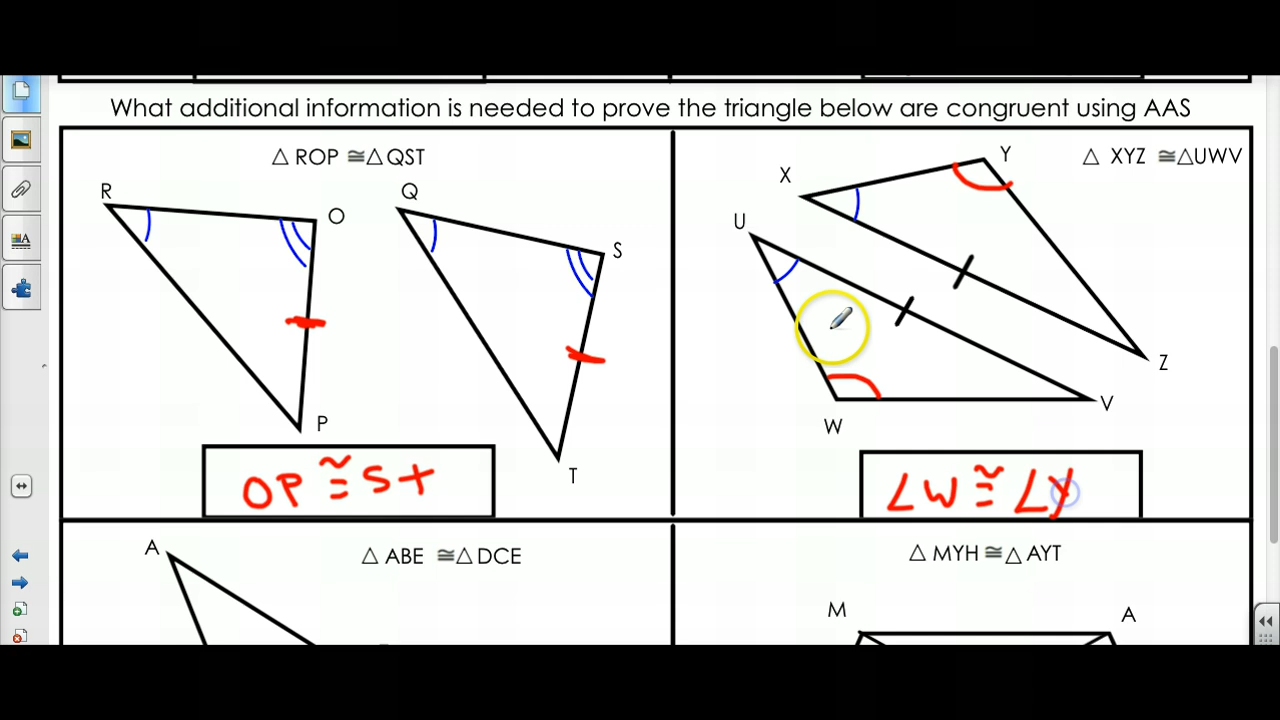 What additional information is needed to prove the triangle below are congruent using AAS
△ ROP ≅ △ QST
R
O
P
Q
S
T
OP ≅ St
△ XYZ ≅ △ UWV
X
Y
Z
U
W
V
∠W ≅ ∠y
△ ABE ≅ △ DCE
A
△ MYH ≅ △ AYT
M
A